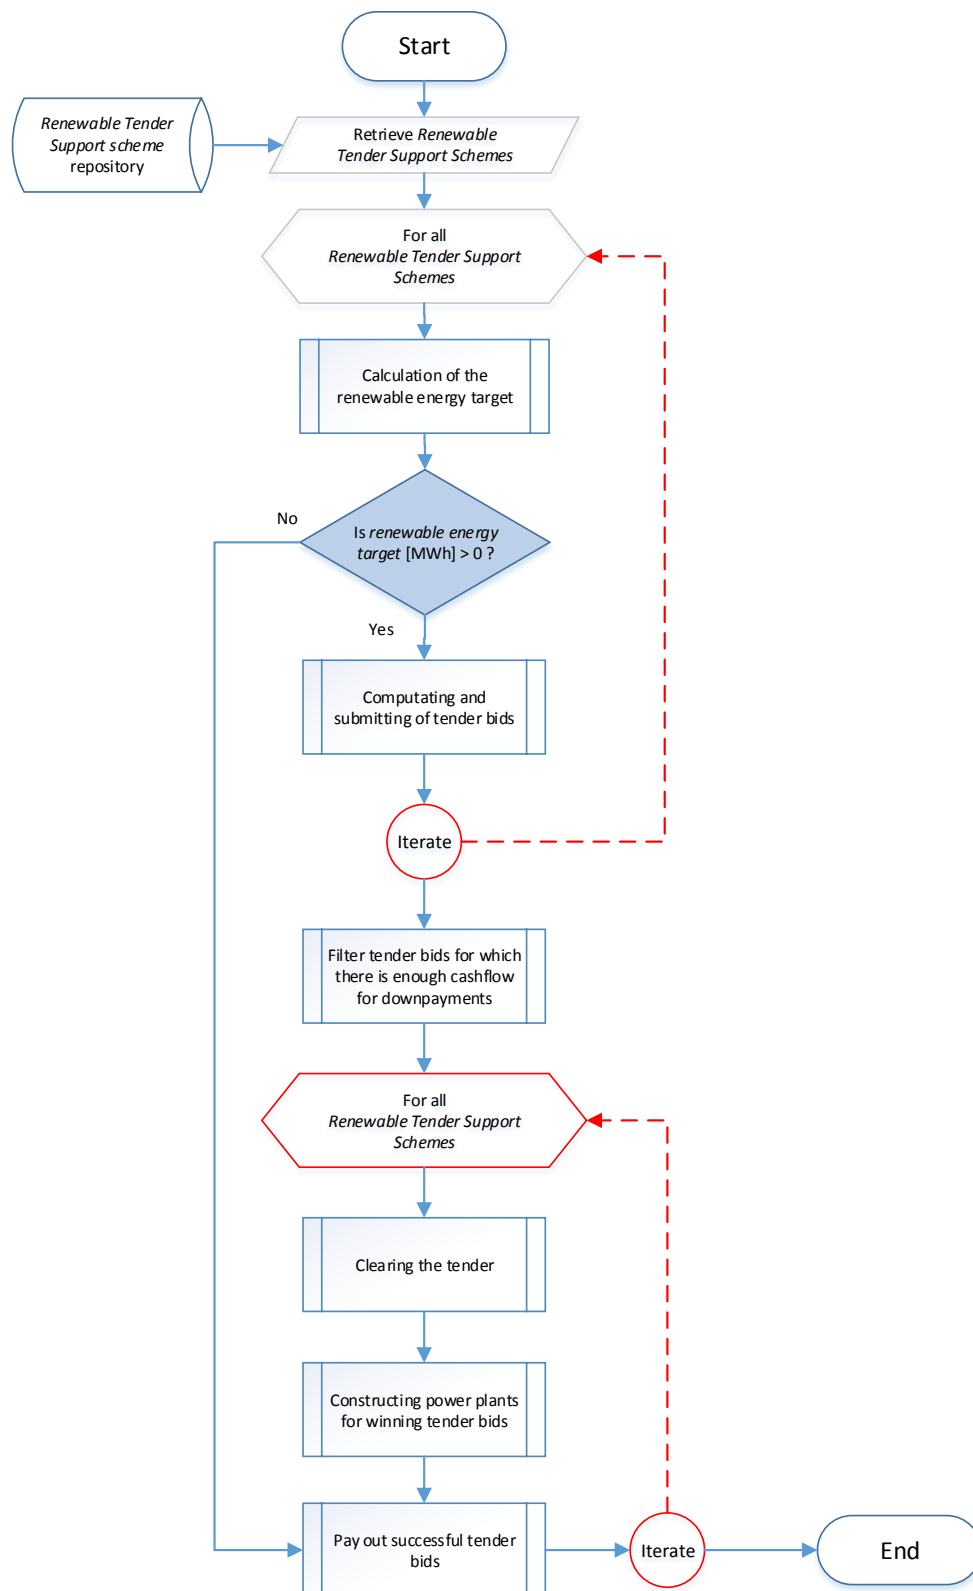 Start
Renewable Tender
Support scheme
repository
Retrieve Renewable
Tender Support Schemes
For all
Renewable Tender Support
Schemes
Calculation of the
renewable energy target
No
Is renewable energy
target [MWh] > 0 ?
Yes
Computating and
submitting of tender bids
Iterate
Filter tender bids for which
there is enough cashflow
for downpayments
For all
Renewable Tender Support
Schemes
Clearing the tender
Constructing power plants
for winning tender bids
Pay out successful tender
bids
Iterate
End